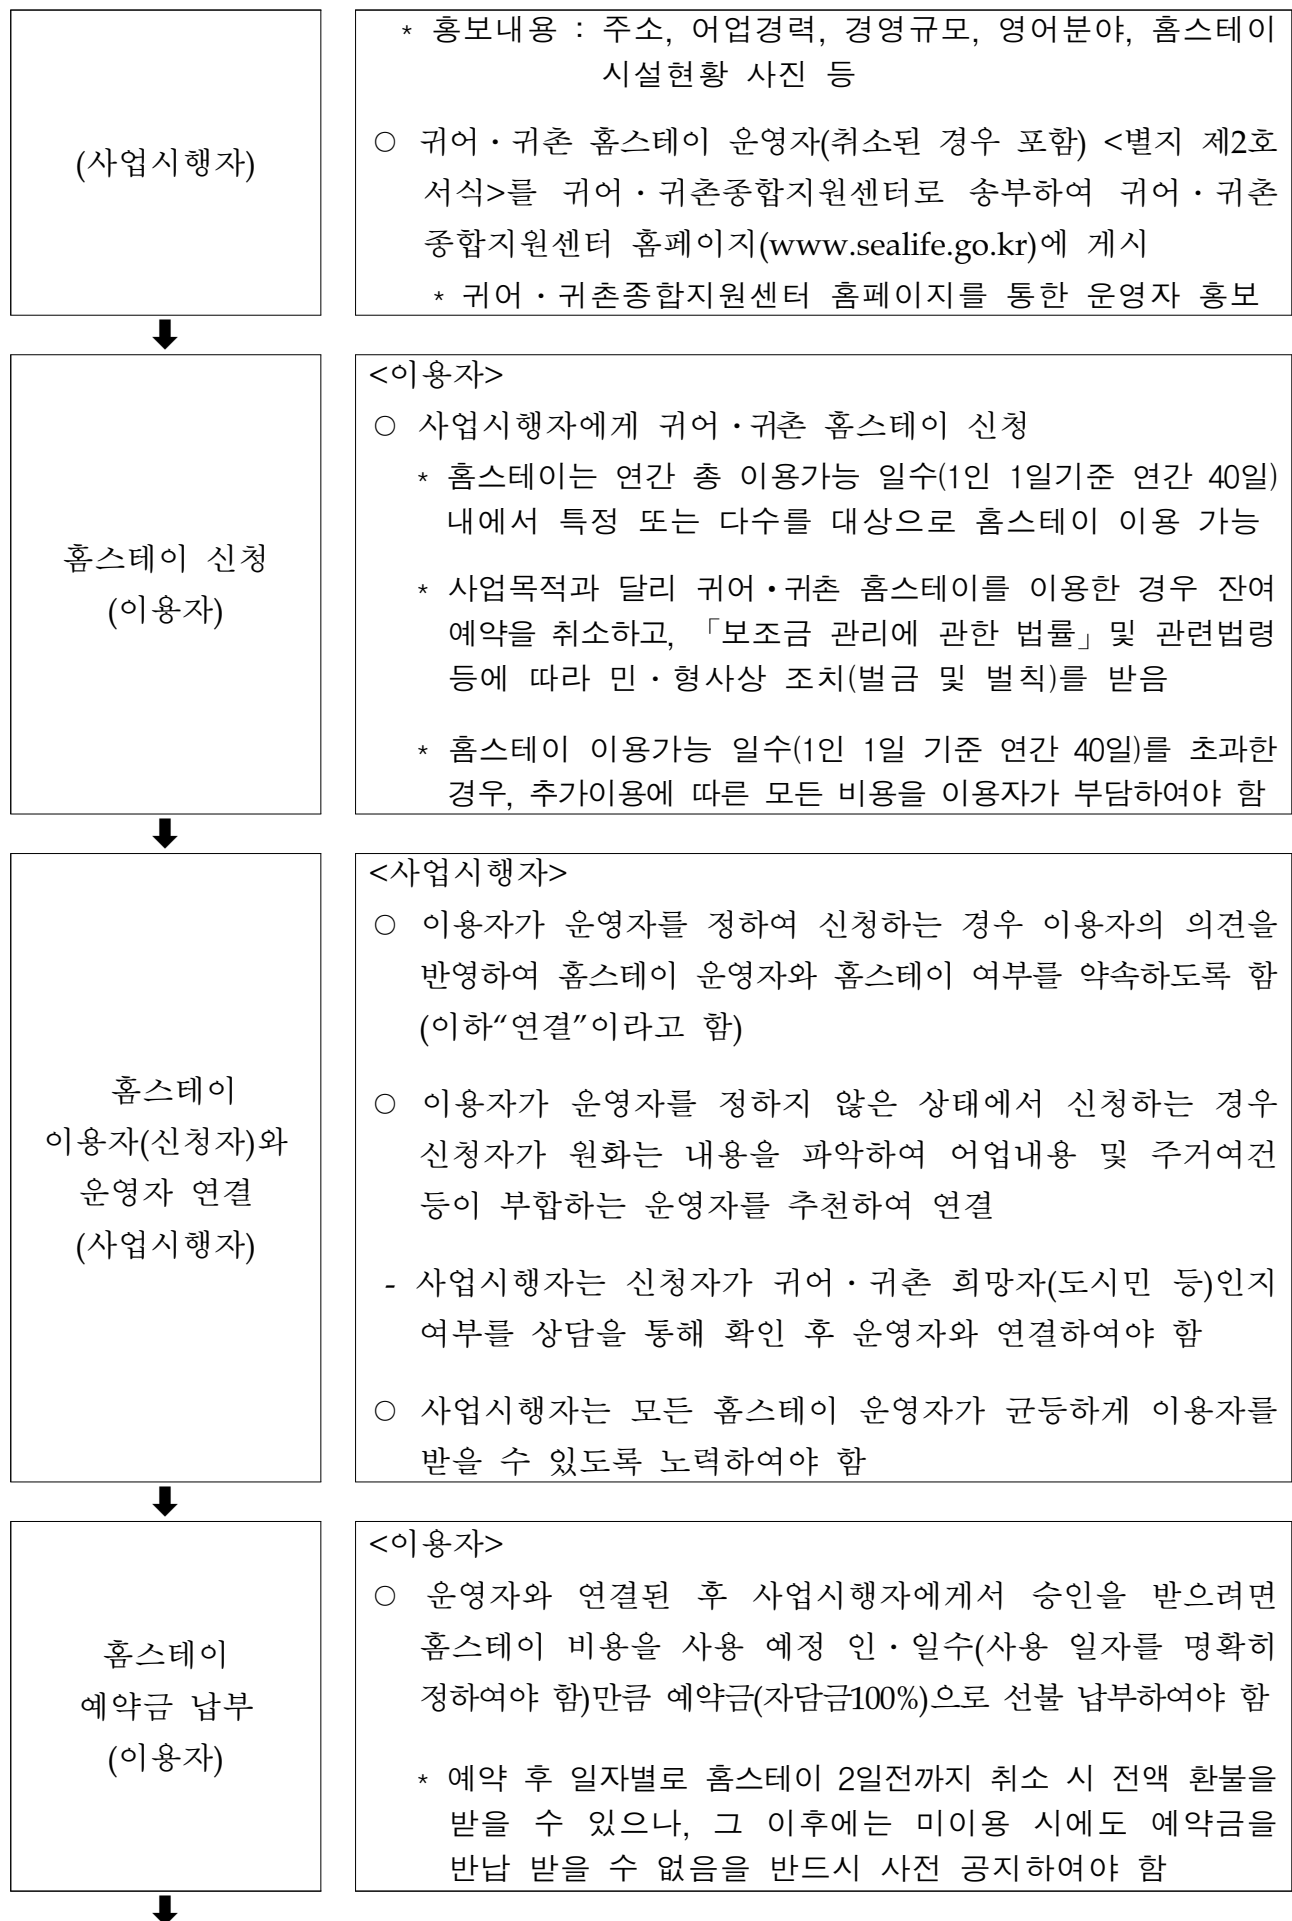 (사업시행자)
* 홍보내용 : 주소, 어업경력, 경영규모, 영어분야, 홈스테이
시설현황 사진 등
○ 귀어・귀촌 홈스테이 운영자(취소된 경우 포함) <별지 제2호
서식>를 귀어・귀촌종합지원센터로 송부하여 귀어・귀촌
종합지원센터 홈페이지(www.sealife.go.kr)에 게시
* 귀어・귀촌종합지원센터 홈페이지를 통한 운영자 홍보
홈스테이 신청
(이용자)
<이용자>
○ 사업시행자에게 귀어・귀촌 홈스테이 신청
* 홈스테이는 연간 총 이용가능 일수(1인 1일기준 연간 40일)
내에서 특정 또는 다수를 대상으로 홈스테이 이용 가능
* 사업목적과 달리 귀어・귀촌 홈스테이를 이용한 경우 잔여
예약을 취소하고, 「보조금 관리에 관한 법률」및 관련법령
등에 따라 민・형사상 조치(벌금 및 벌칙)를 받음
* 홈스테이 이용가능 일수(1인 1일 기준 연간 40일)를 초과한
경우, 추가이용에 따른 모든 비용을 이용자가 부담하여야 함
홈스테이
이용자(신청자)와
운영자 연결
(사업시행자)
<사업시행자>
○ 이용자가 운영자를 정하여 신청하는 경우 이용자의 의견을
반영하여 홈스테이 운영자와 홈스테이 여부를 약속하도록 함
(이하“연결”이라고 함)
○ 이용자가 운영자를 정하지 않은 상태에서 신청하는 경우
신청자가 원화는 내용을 파악하여 어업내용 및 주거여건
등이 부합하는 운영자를 추천하여 연결
- 사업시행자는 신청자가 귀어・귀촌 희망자(도시민 등)인지
여부를 상담을 통해 확인 후 운영자와 연결하여야 함
○ 사업시행자는 모든 홈스테이 운영자가 균등하게 이용자를
받을 수 있도록 노력하여야 함
홈스테이
예약금 납부
(이용자)
<이용자>
○ 운영자와 연결된 후 사업시행자에게서 승인을 받으려면
홈스테이 비용을 사용 예정 인・일수(사용 일자를 명확히
정하여야 함)만큼 예약금(자담금100%)으로 선불 납부하여야 함
* 예약 후 일자별로 홈스테이 2일전까지 취소 시 전액 환불을
받을 수 있으나, 그 이후에는 미이용 시에도 예약금을
반납 받을 수 없음을 반드시 사전 공지하여야 함